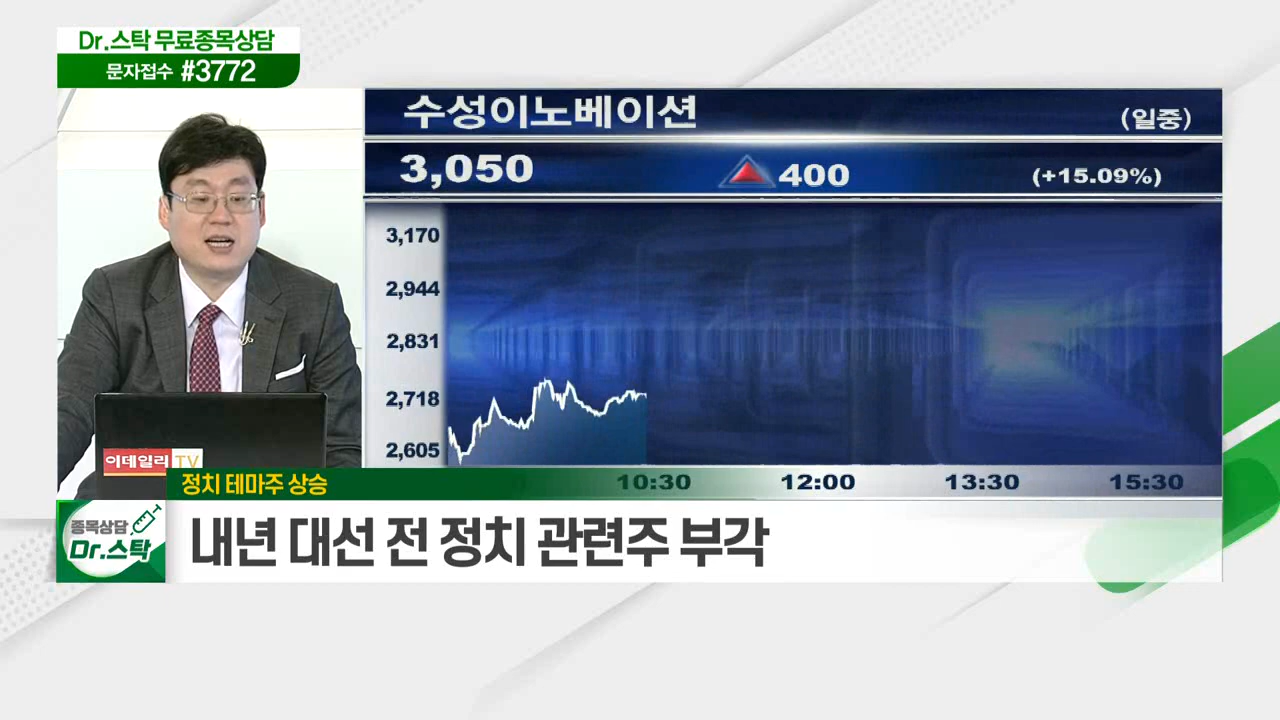 Dr.스탁 무료종목상담
문자접수 #3772
수성이노베이션
(일중)
3,050
400
(+15.09%)
3,170
2,944
2,831
2,718
2,605
10:30
12:00
13:30
15:30
이데일리 TV
정치 테마주 상승
종목상담
Dr.스탁
내년 대선 전 정치 관련주 부각